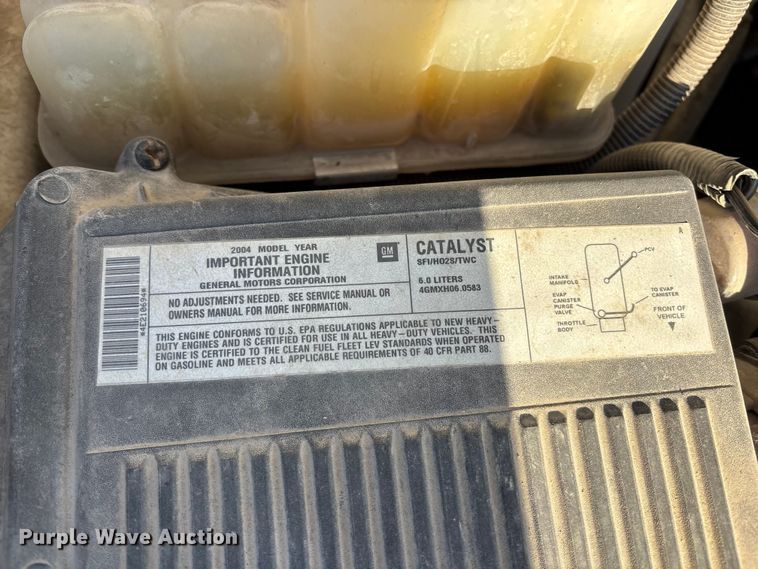 2004 MODEL YEAR
IMPORTANT ENGINE
INFORMATION
GENERAL MOTORS CORPORATION
GM
CATALYST
SFI/HO2S/TWC
6.0 LITERS
4GMXH06.0583
NO ADJUSTMENTS NEEDED. SEE SERVICE MANUAL OR
OWNERS MANUAL FOR MORE INFORMATION.
THIS ENGINE CONFORMS TO U.S. EPA REGULATIONS APPLICABLE TO NEW HEAVY-
DUTY ENGINES AND IS CERTIFIED FOR USE IN ALL HEAVY-DUTY VEHICLES. THIS
ENGINE IS CERTIFIED TO THE CLEAN FUEL FLEET LEV STANDARDS WHEN OPERATED
ON GASOLINE AND MEETS ALL APPLICABLE REQUIREMENTS OF 40 CFR PART 88.
A
PCV
INTAKE
MANIFOLD
EVAP
CANISTER
PURGE
VALVE
THROTTLE
BODY
TO EVAP
CANISTER
FRONT OF
VEHICLE
Purple Wave Auction